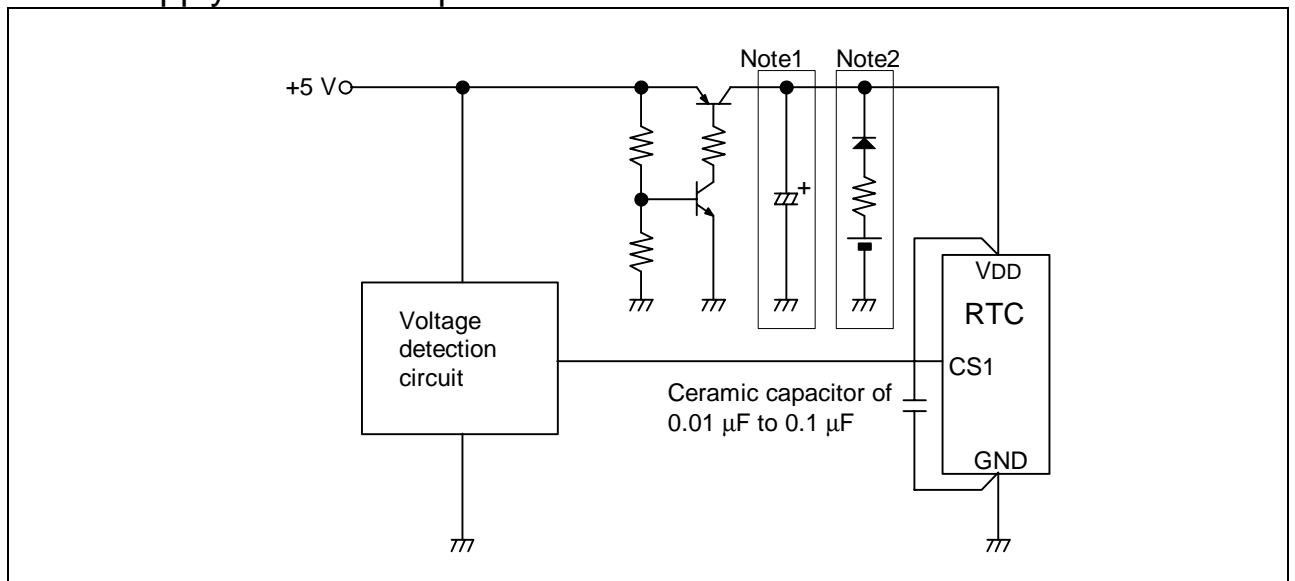 Note1 Note2
+5 V
VDD
RTC
Voltage
detection
circuit
CS1
Ceramic capacitor of
0.01 μF to 0.1 μF
GND
+